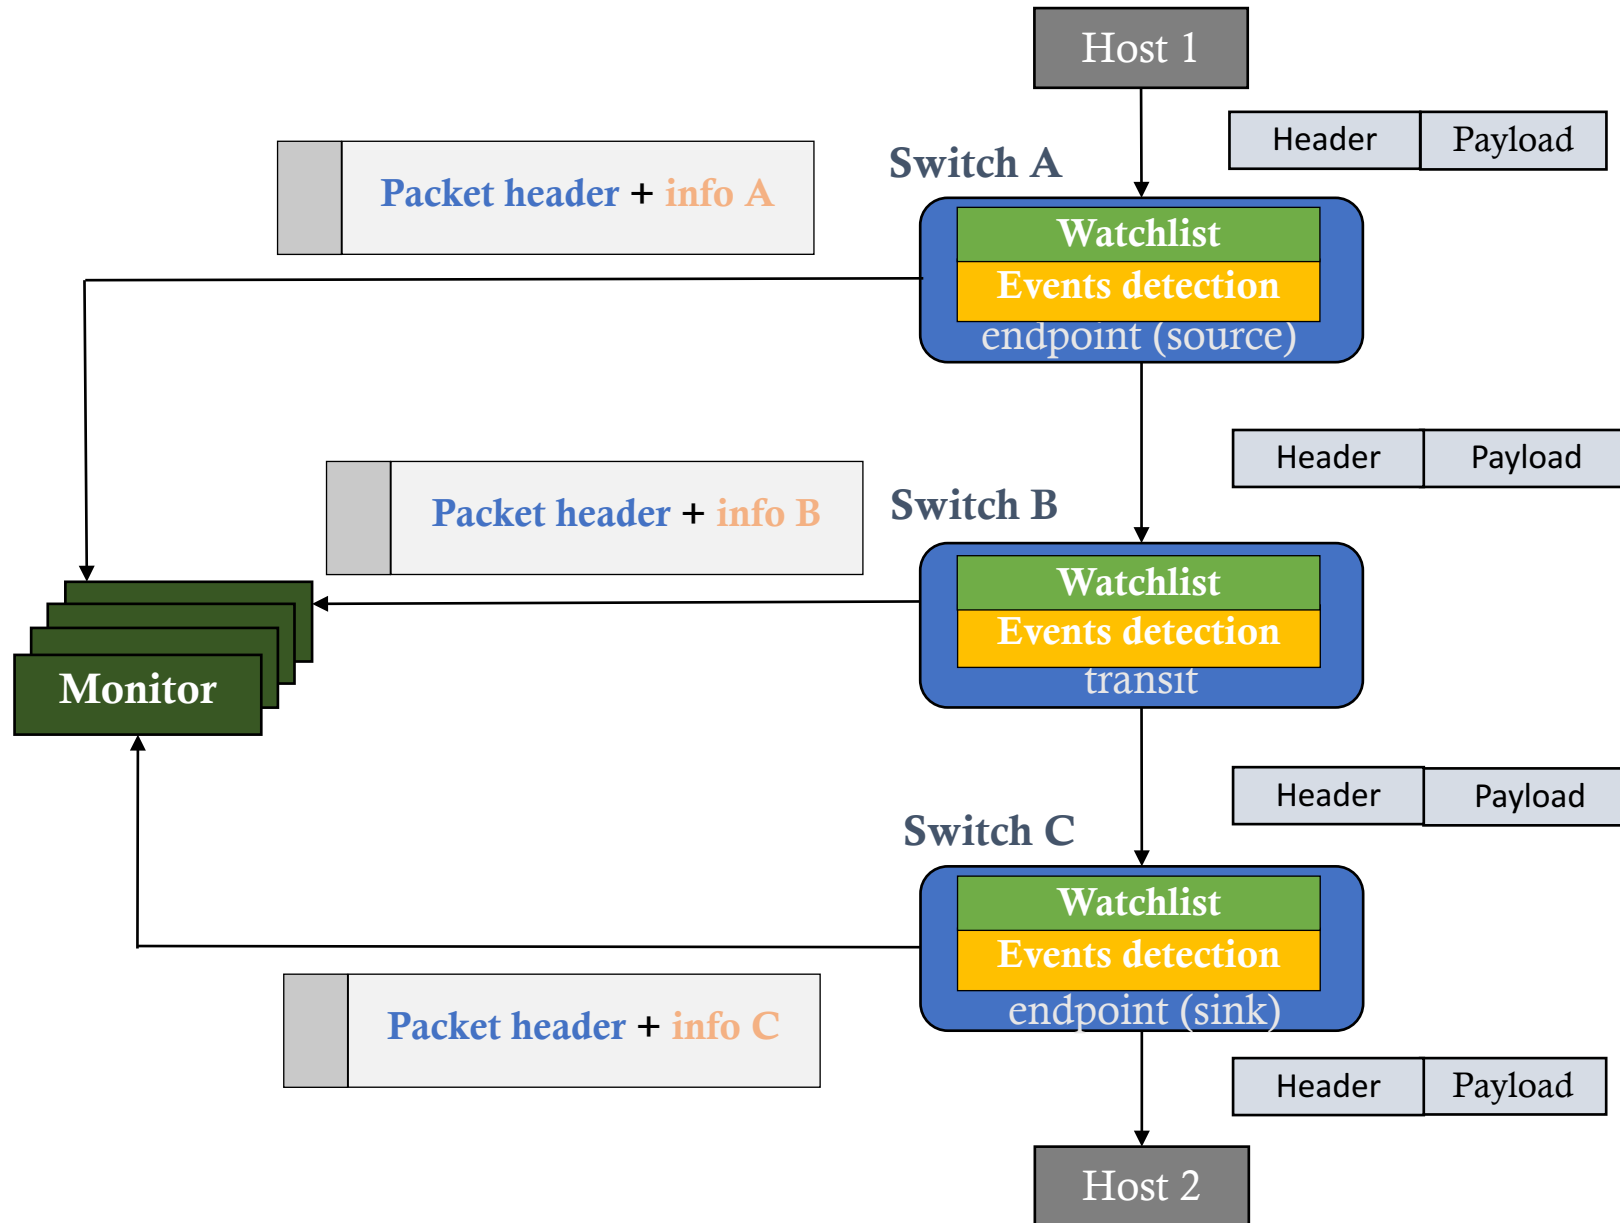 Host 1
Header Payload
Switch A
Packet header + info A
Watchlist
Events detection
endpoint (source)
Header Payload
Switch B
Packet header + info B
Watchlist
Events detection
transit
Monitor
Header Payload
Switch C
Watchlist
Events detection
endpoint (sink)
Packet header + info C
Header Payload
Host 2